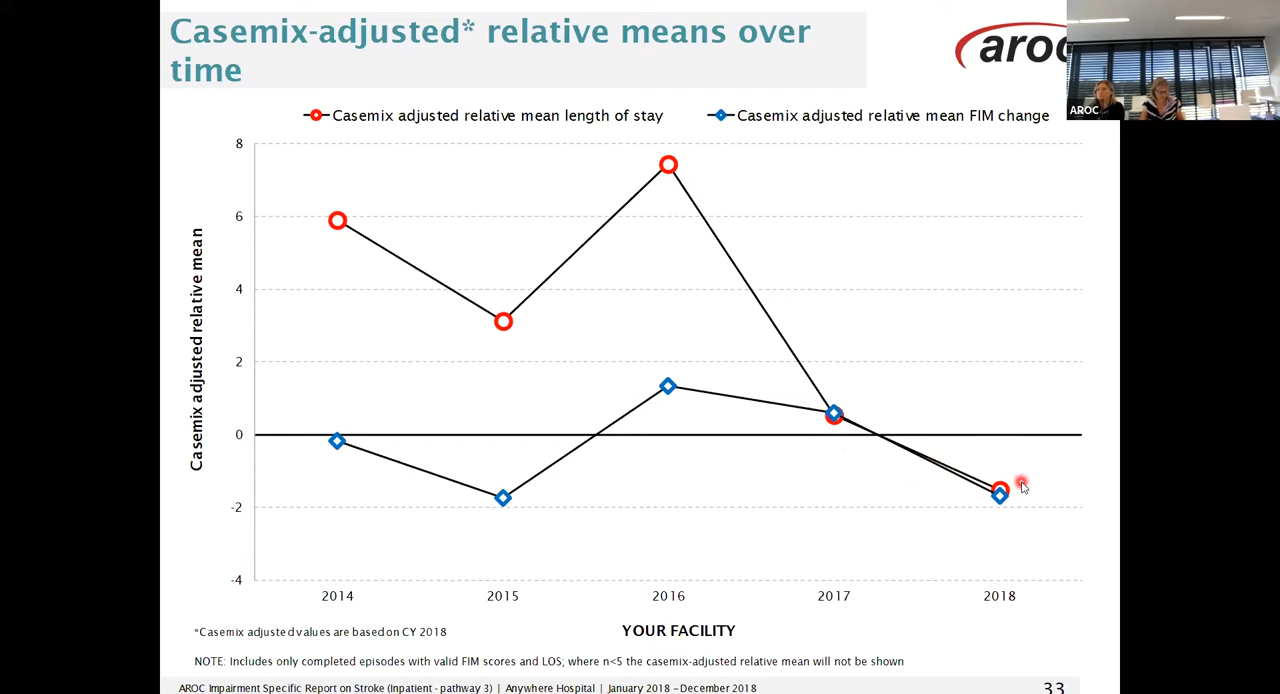 Casemix-adjusted* relative means over
time
aroc
AROC
Casemix adjusted relative mean length of stay
Casemix adjusted relative mean FIM change
Casemix adjusted relative mean
8
6
4
2
0
-2
-4
2014 2015 2016 2017 2018
*Casemix adjusted values are based on CY 2018
YOUR FACILITY
NOTE: Includes only completed episodes with valid FIM scores and LOS; where n<5 the casemix-adjusted relative mean will not be shown
AROC Impairment Specific Report on Stroke (Inpatient - pathway 3) | Anywhere Hospital | January 2018 – December 2018
33